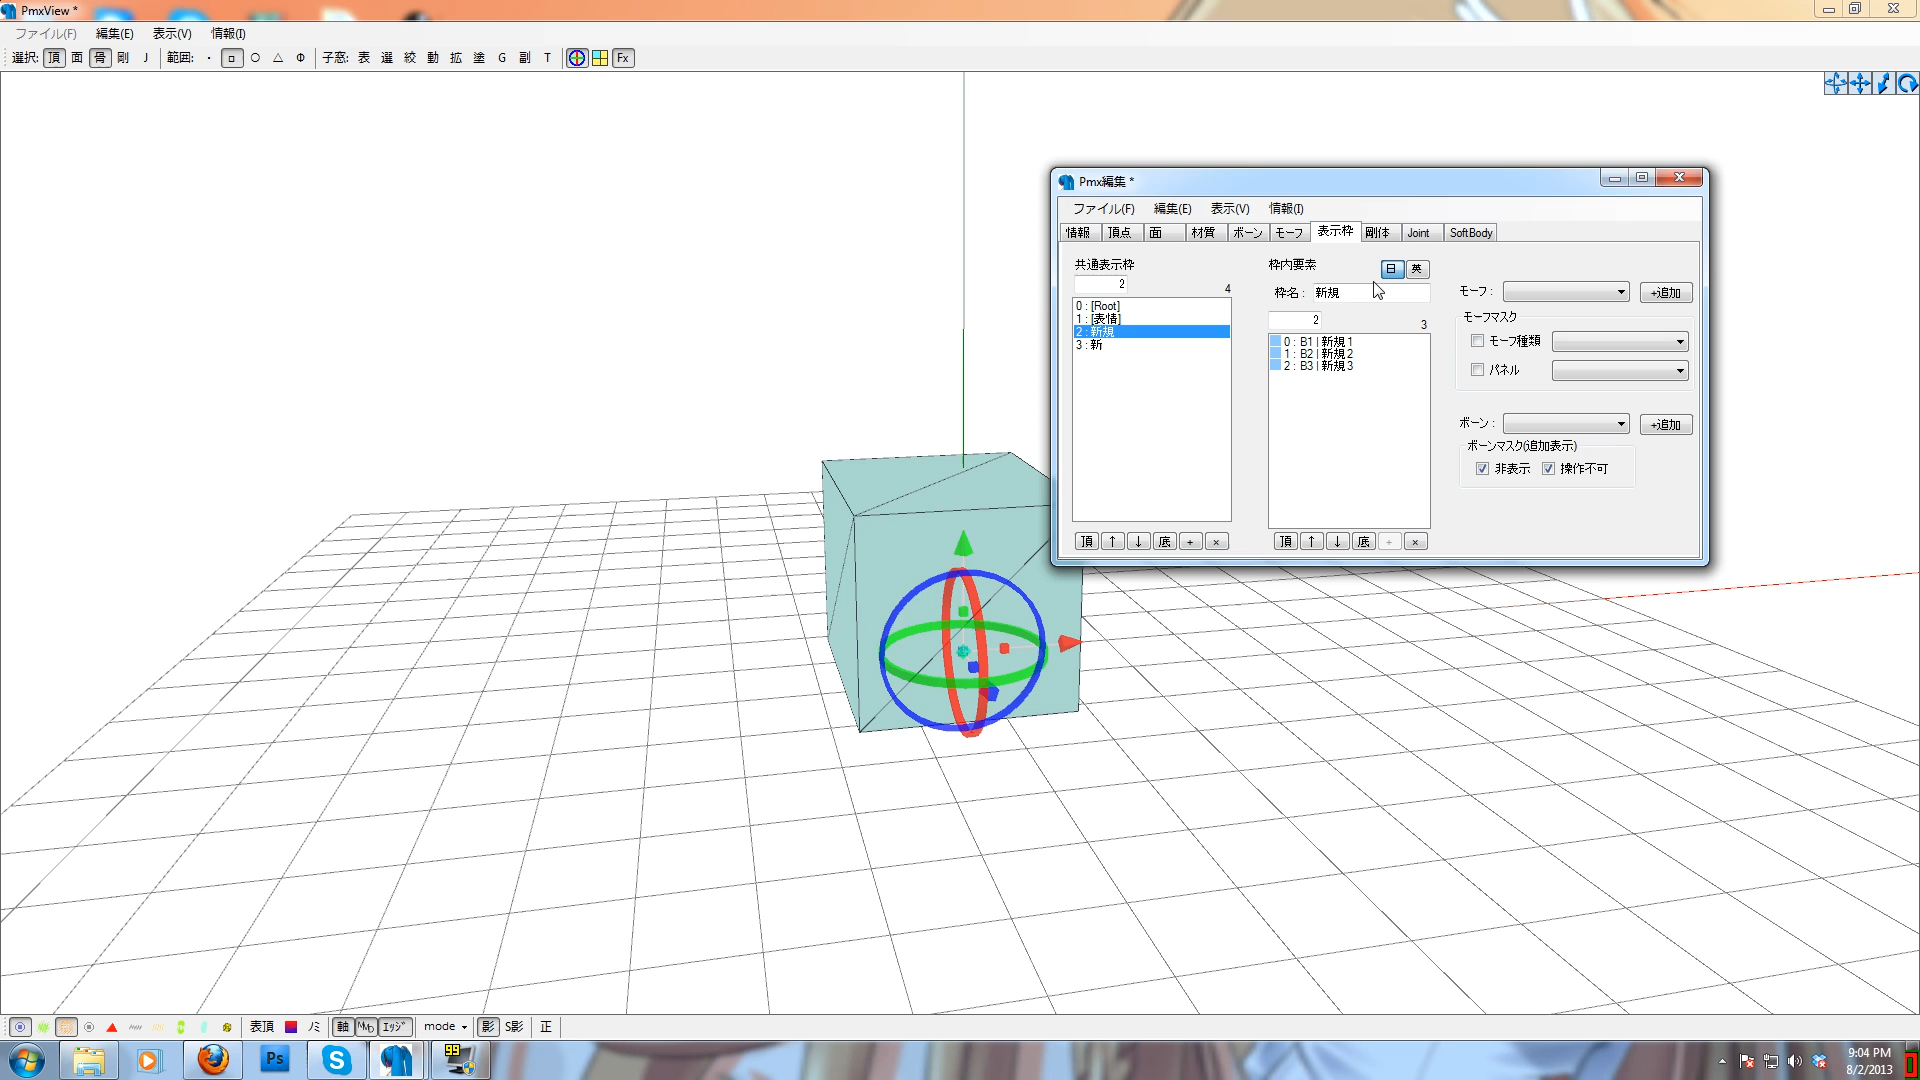 PmxView *
ファイル(F) 編集(E) 表示(V) 情報(I)
選択: 頂 面 骨 剛 J 範囲: · □ ○ △ Φ 子窓: 表 選 絞 動 拡 塗 G 副 T Fx
Pmx編集 *
ファイル(F) 編集(E) 表示(V) 情報(I)
情報 頂点 面 材質 ボーン モーフ 表示枠 剛体 Joint SoftBody
共通表示枠
2
4
0 : [Root]
1 : [表情]
2 : 新規
3 : 新
頂 ↑ ↓ 底 + ×
枠内要素 日 英
枠名 : 新規
2
3
0 : B1 | 新規1
1 : B2 | 新規2
2 : B3 | 新規3
頂 ↑ ↓ 底 + ×
モーフ : +追加
モーフマスク
モーフ種類
パネル
ボーン : +追加
ボーンマスク(追加表示)
非表示 操作不可
表頂 ノミ 軸 MMD エッジ mode 影 S影 正
Ps
99
9:04 PM
8/2/2013